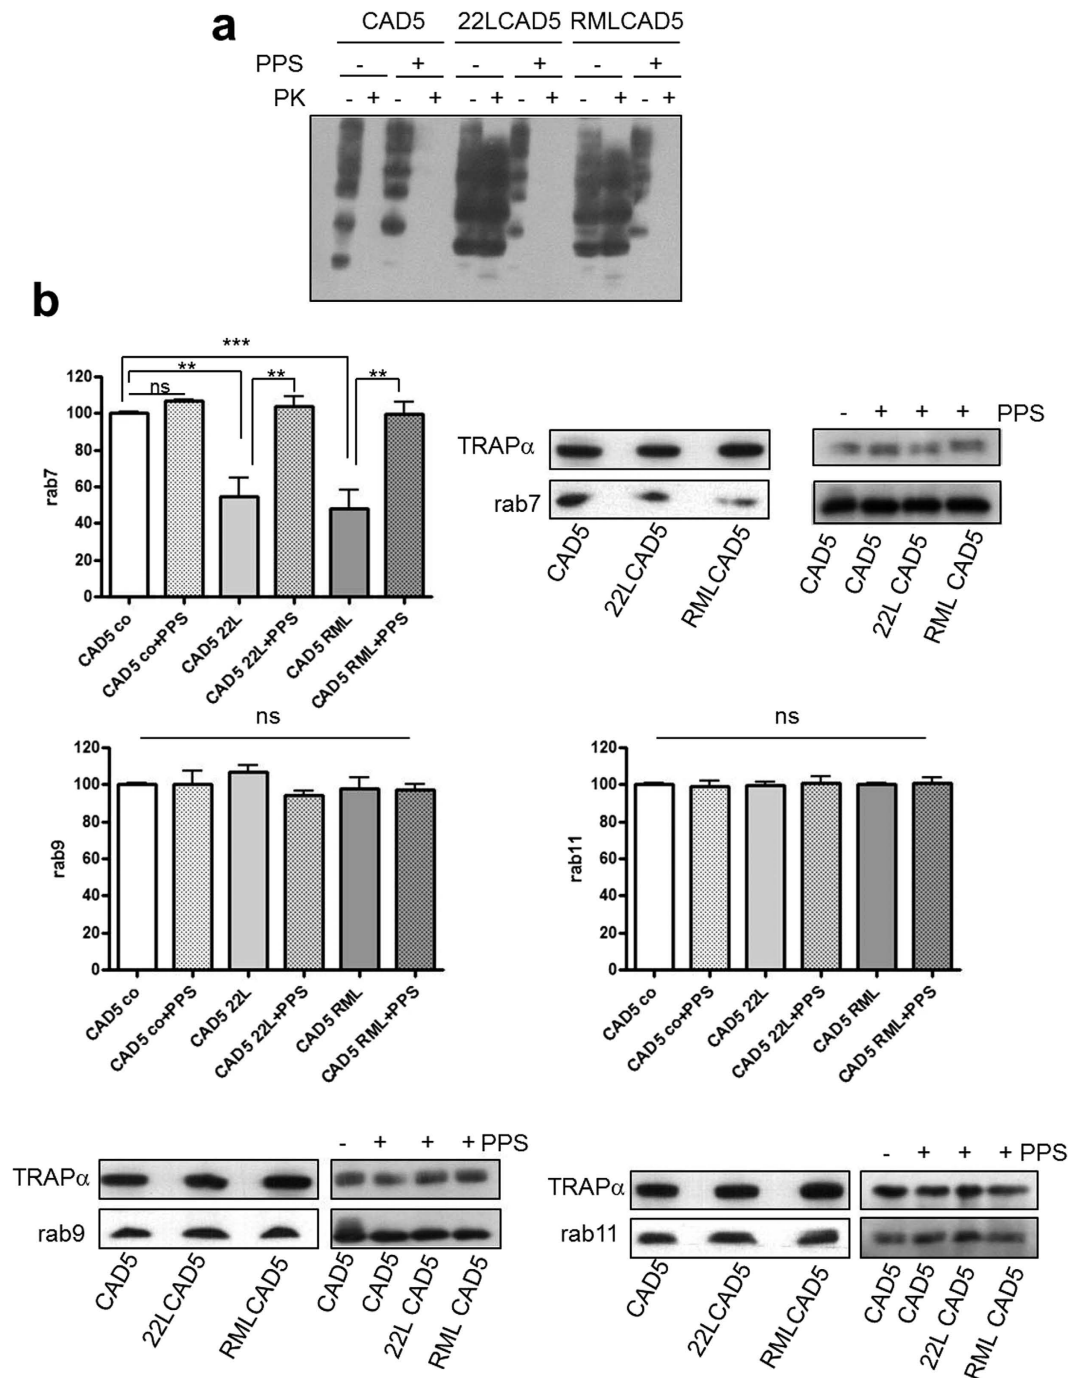 a
CAD5 22LCAD5 RMLCAD5
PPS - + - + - +
PK - + - + - + - + - + - +
b
***
** ** **
ns
120
100
80
60
40
20
0
rab7
CAD5 co
CAD5 co+PPS
CAD5 22L
CAD5 22L+PPS
CAD5 RML
CAD5 RML+PPS
TRAPα
rab7
CAD5
22LCAD5
RMLCAD5
- + + + PPS
CAD5
CAD5
22L CAD5
RML CAD5
ns
120
100
80
60
40
20
0
rab9
CAD5 co
CAD5 co+PPS
CAD5 22L
CAD5 22L+PPS
CAD5 RML
CAD5 RML+PPS
ns
120
100
80
60
40
20
0
rab11
CAD5 co
CAD5 co+PPS
CAD5 22L
CAD5 22L+PPS
CAD5 RML
CAD5 RML+PPS
TRAPα
rab9
CAD5
22LCAD5
RMLCAD5
- + + + PPS
CAD5
CAD5
22L CAD5
RML CAD5
TRAPα
rab11
CAD5
22LCAD5
RMLCAD5
- + + + PPS
CAD5
CAD5
22L CAD5
RML CAD5